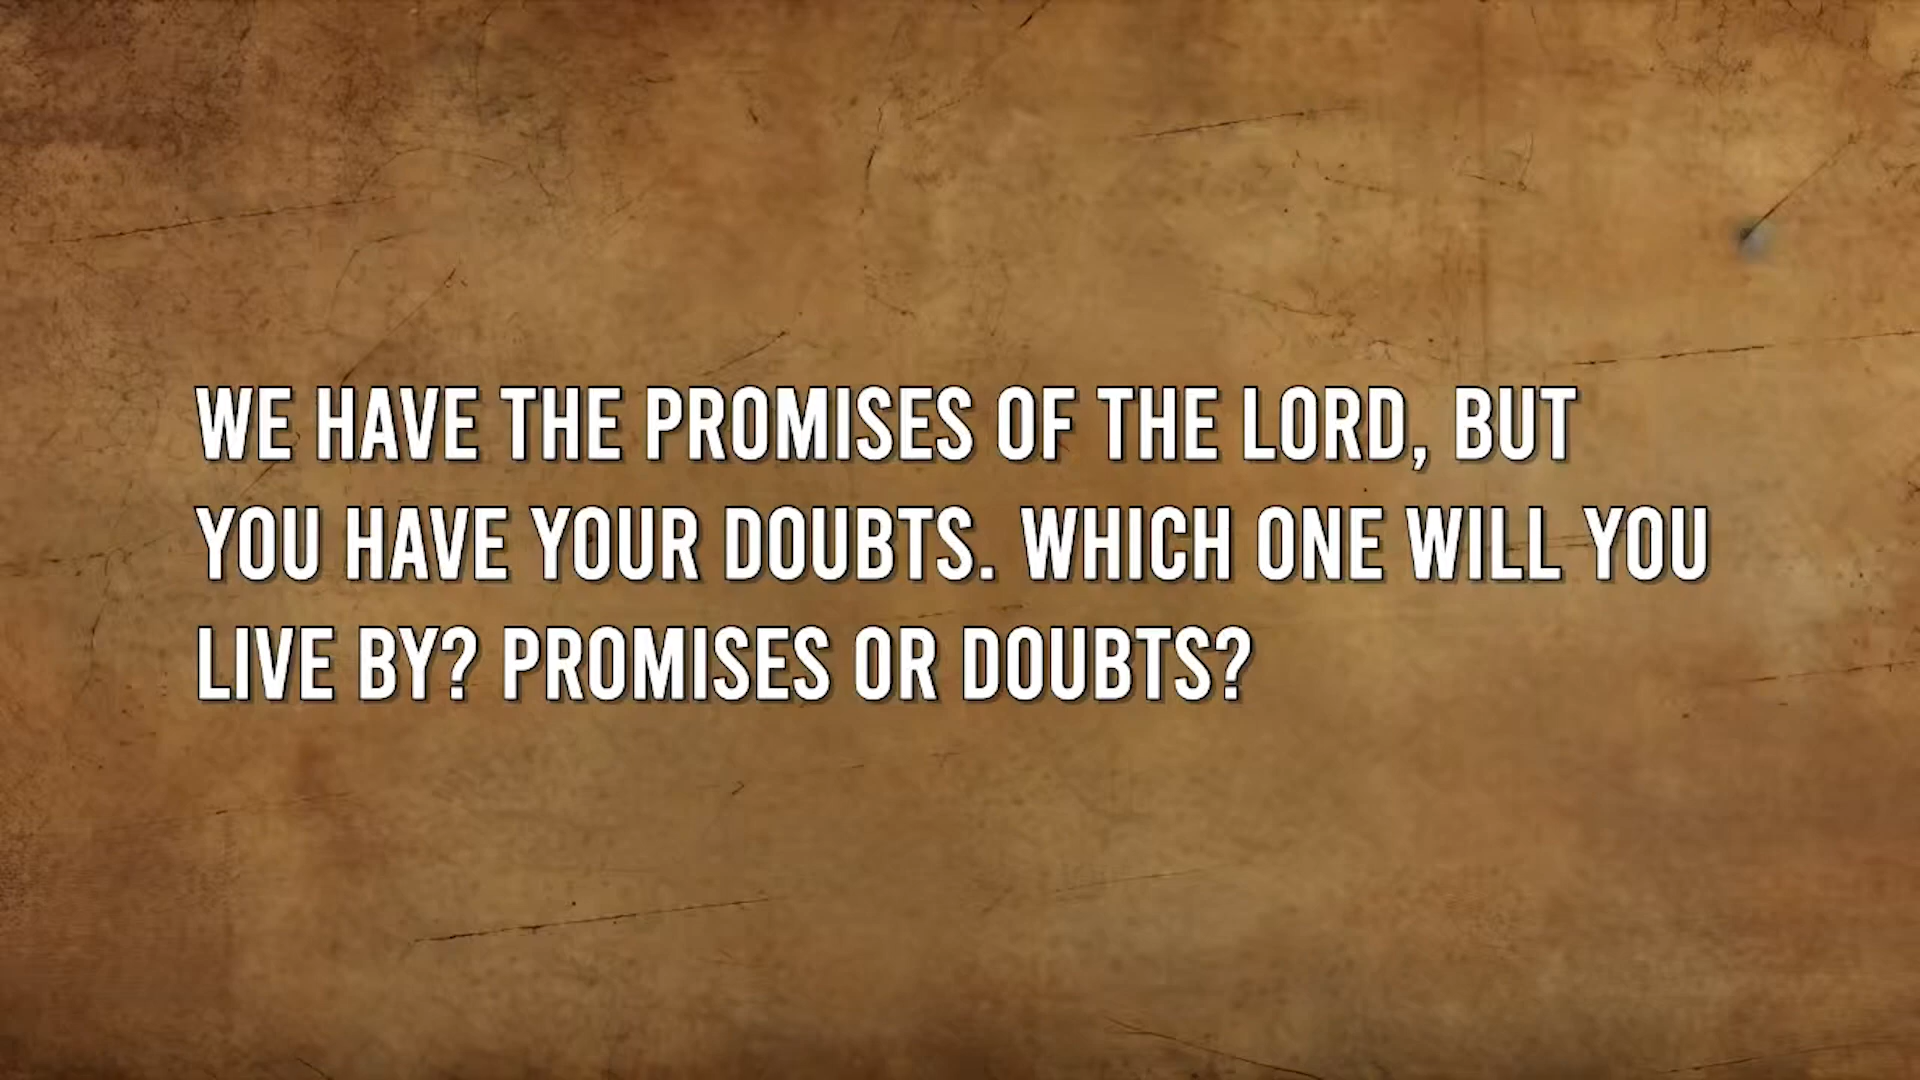 WE HAVE THE PROMISES OF THE LORD, BUT
YOU HAVE YOUR DOUBTS. WHICH ONE WILL YOU
LIVE BY? PROMISES OR DOUBTS?